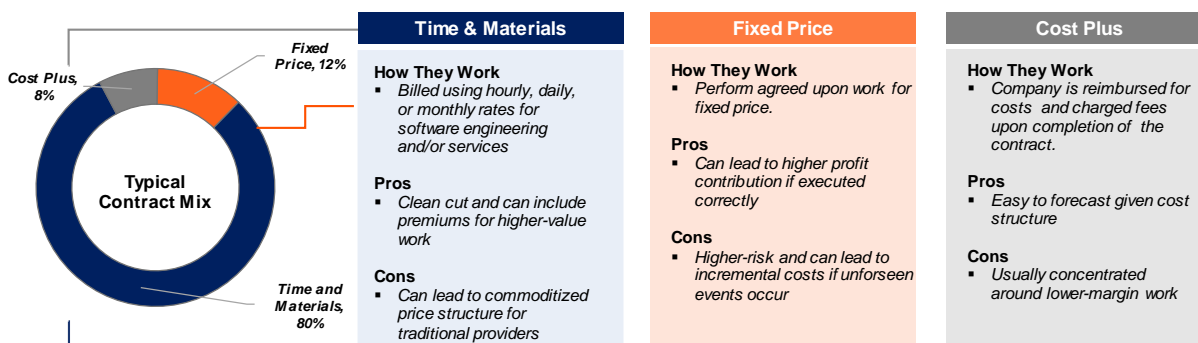 Fixed
Price, 12%
Cost Plus,
8%
Typical
Contract Mix
Time and
Materials,
80%
Time & Materials
How They Work
▪ Billed using hourly, daily,
or monthly rates for
software engineering
and/or services
Pros
▪ Clean cut and can include
premiums for higher-value
work
Cons
▪ Can lead to commoditized
price structure for
traditional providers
Fixed Price
How They Work
▪ Perform agreed upon work for
fixed price.
Pros
▪ Can lead to higher profit
contribution if executed
correctly
Cons
▪ Higher-risk and can lead to
incremental costs if unforseen
events occur
Cost Plus
How They Work
▪ Company is reimbursed for
costs and charged fees
upon completion of the
contract.
Pros
▪ Easy to forecast given cost
structure
Cons
▪ Usually concentrated
around lower-margin work